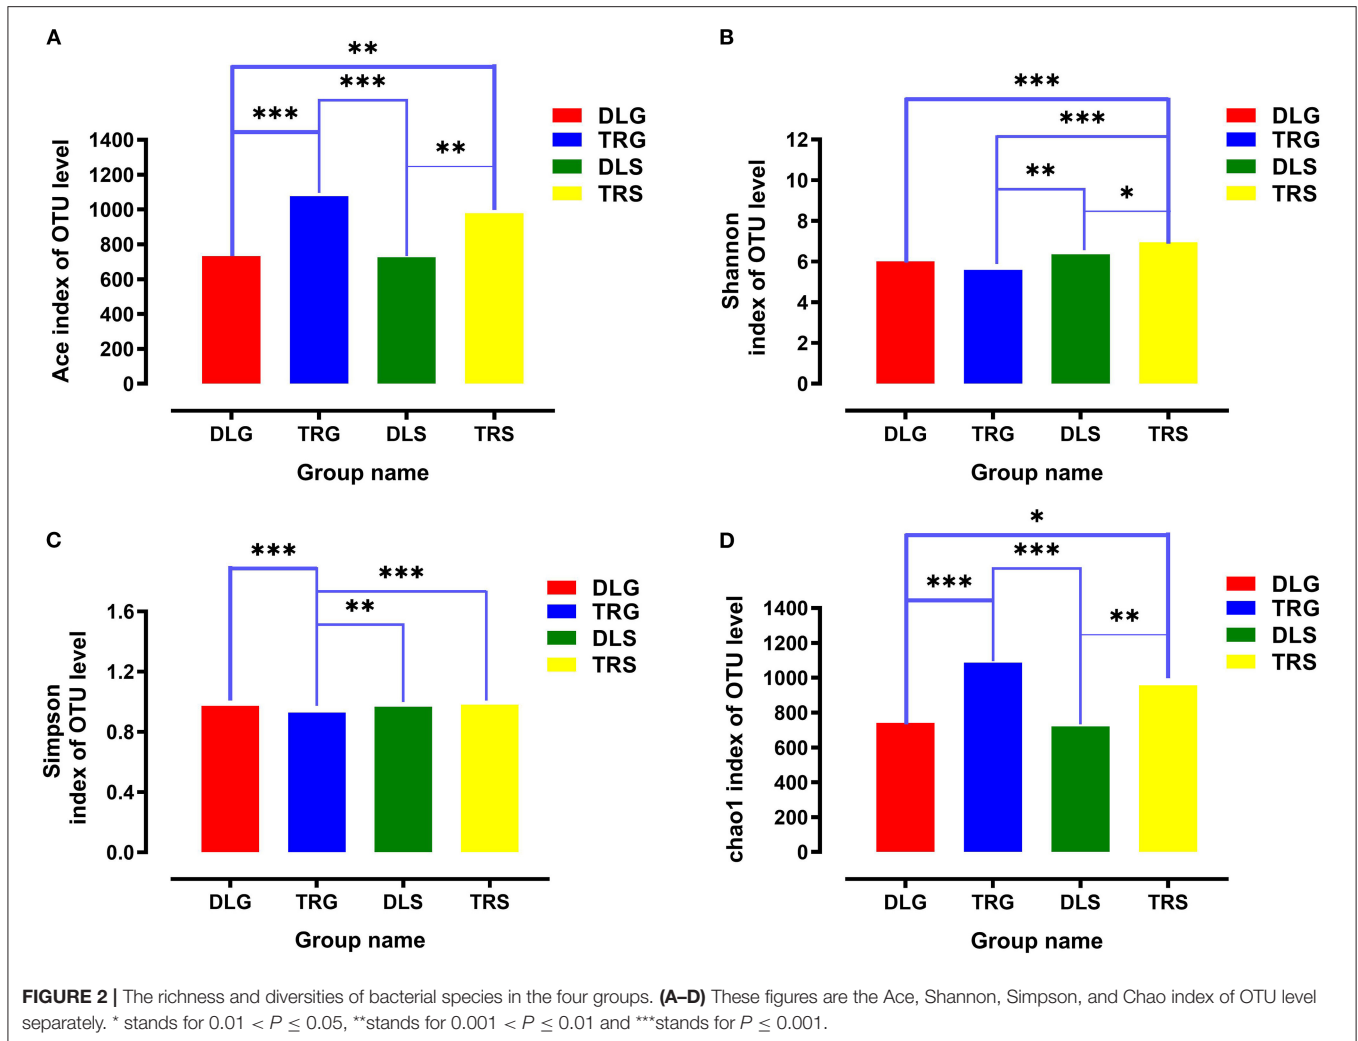 A
**
***
***
**
DLG
TRG
DLS
TRS
1400
1200
1000
800
600
400
200
0
Ace index of OTU level
DLG TRG DLS TRS
Group name
B
***
***
**
*
DLG
TRG
DLS
TRS
12
10
8
6
4
2
0
Shannon
index of OTU level
DLG TRG DLS TRS
Group name
C
***
***
**
DLG
TRG
DLS
TRS
1.6
1.2
0.8
0.4
0.0
Simpson
index of OTU level
DLG TRG DLS TRS
Group name
D
*
***
***
**
DLG
TRG
DLS
TRS
1400
1200
1000
800
600
400
200
0
chao1 index of OTU level
DLG TRG DLS TRS
Group name
FIGURE 2 | The richness and diversities of bacterial species in the four groups. (A–D) These figures are the Ace, Shannon, Simpson, and Chao index of OTU level
separately. * stands for 0.01 < P ≤ 0.05, **stands for 0.001 < P ≤ 0.01 and ***stands for P ≤ 0.001.